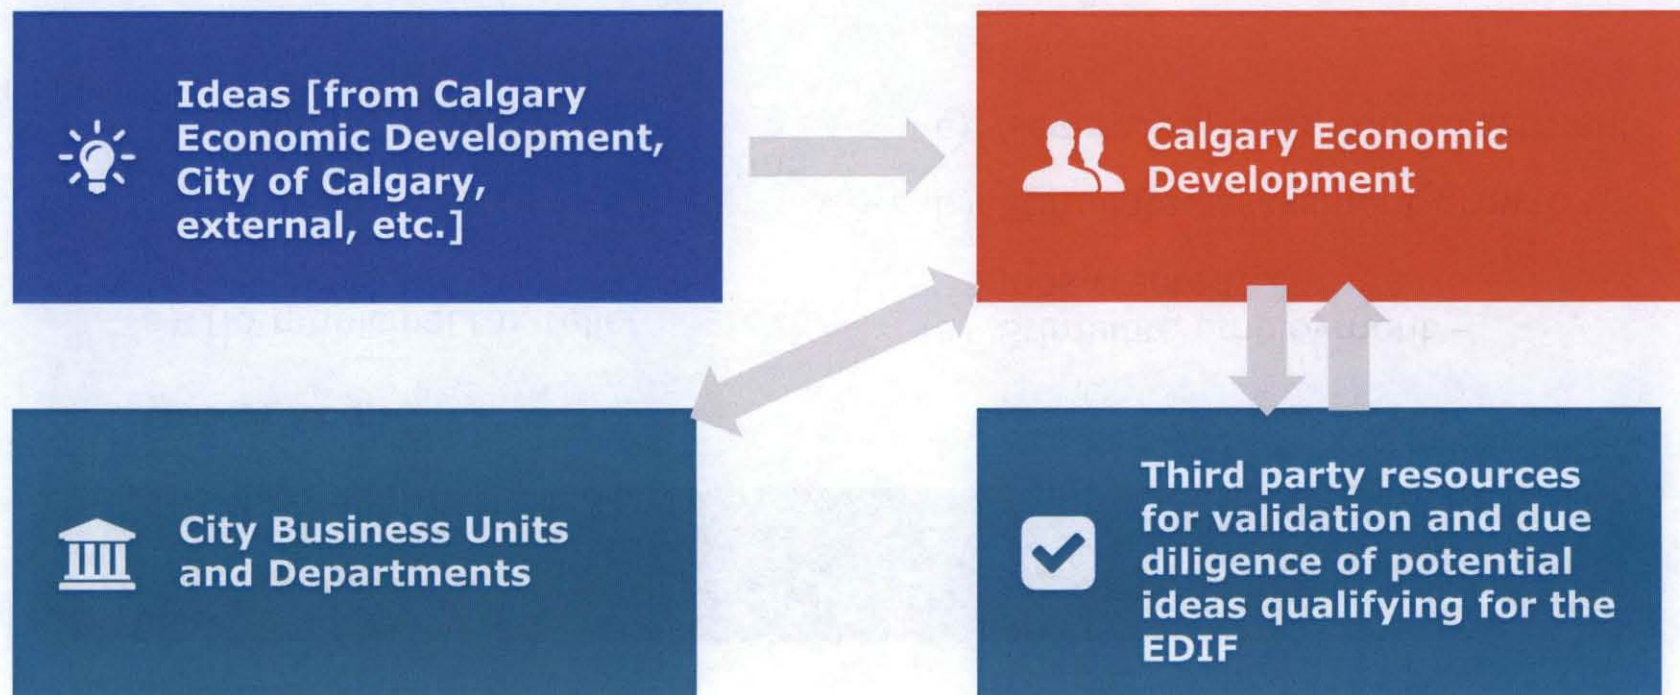 Ideas [from Calgary
Economic Development,
City of Calgary,
external, etc.]
Calgary Economic
Development
City Business Units
and Departments
Third party resources
for validation and due
diligence of potential
ideas qualifying for the
EDIF